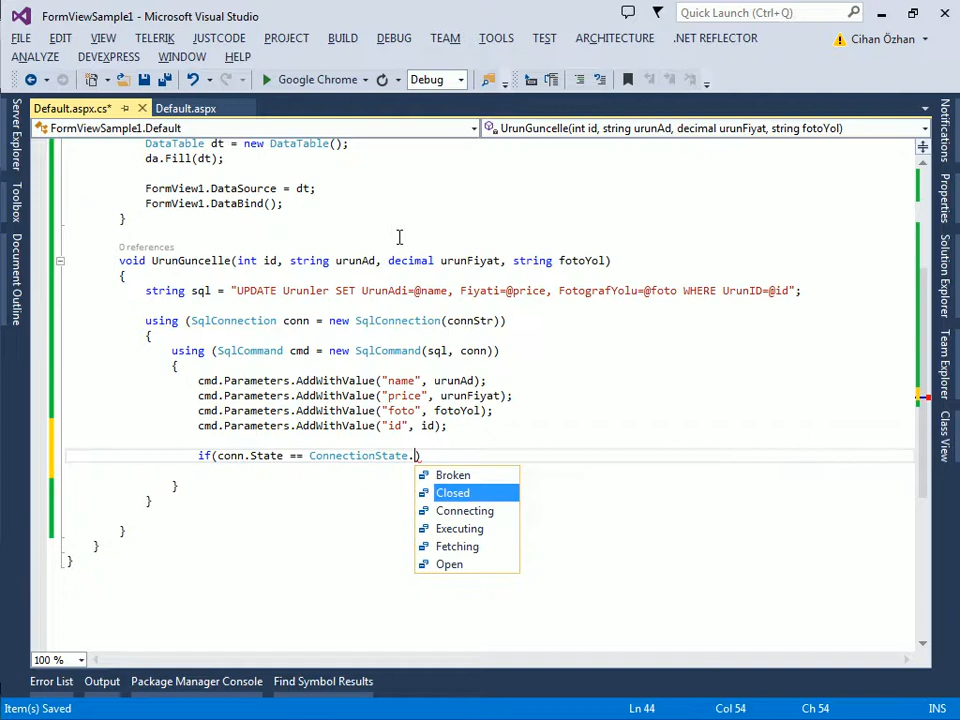 FormViewSample1 - Microsoft Visual Studio
Quick Launch (Ctrl+Q)
FILE EDIT VIEW TELERIK JUSTCODE PROJECT BUILD DEBUG TEAM TOOLS TEST ARCHITECTURE .NET REFLECTOR
Cihan Özhan
ANALYZE DEVEXPRESS WINDOW HELP
Google Chrome
Debug
Default.aspx.cs*
Default.aspx
FormViewSample1.Default
UrunGuncelle(int id, string urunAd, decimal urunFiyat, string fotoYol)
Server Explorer
Toolbox
Document Outline
DataTable dt = new DataTable();
da.Fill(dt);
FormView1.DataSource = dt;
FormView1.DataBind();
}
0 references
void UrunGuncelle(int id, string urunAd, decimal urunFiyat, string fotoYol)
{
string sql = "UPDATE Urunler SET UrunAdi=@name, Fiyati=@price, FotografYolu=@foto WHERE UrunID=@id";
using (SqlConnection conn = new SqlConnection(connStr))
{
using (SqlCommand cmd = new SqlCommand(sql, conn))
{
cmd.Parameters.AddWithValue("name", urunAd);
cmd.Parameters.AddWithValue("price", urunFiyat);
cmd.Parameters.AddWithValue("foto", fotoYol);
cmd.Parameters.AddWithValue("id", id);
if(conn.State == ConnectionState.)
Broken
Closed
Connecting
Executing
Fetching
Open
}
}
}
}
}
Notifications
Properties
Solution Explorer
Team Explorer
Class View
100 %
Error List Output Package Manager Console Find Symbol Results
Item(s) Saved
Ln 44
Col 54
Ch 54
INS